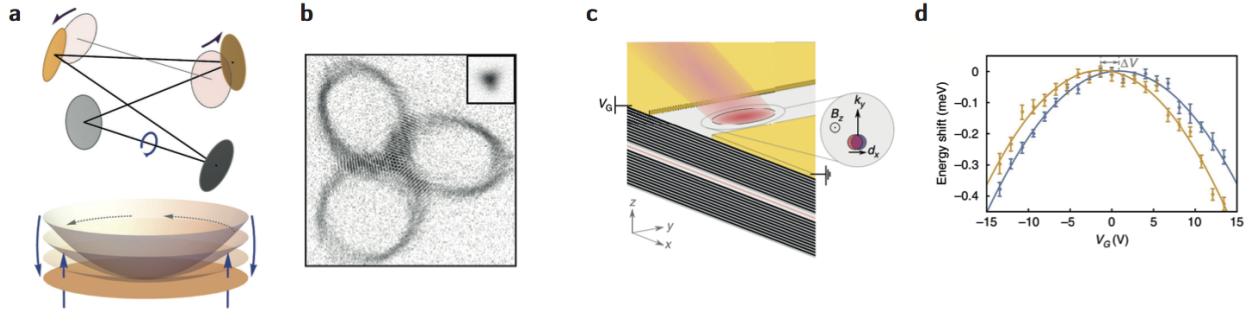 a
b
c
V_G
B_z
k_y
d_x
z
y
x
d
ΔV
Energy shift (meV)
0
−0.1
−0.2
−0.3
−0.4
−15
−10
−5
0
5
10
15
V_G (V)